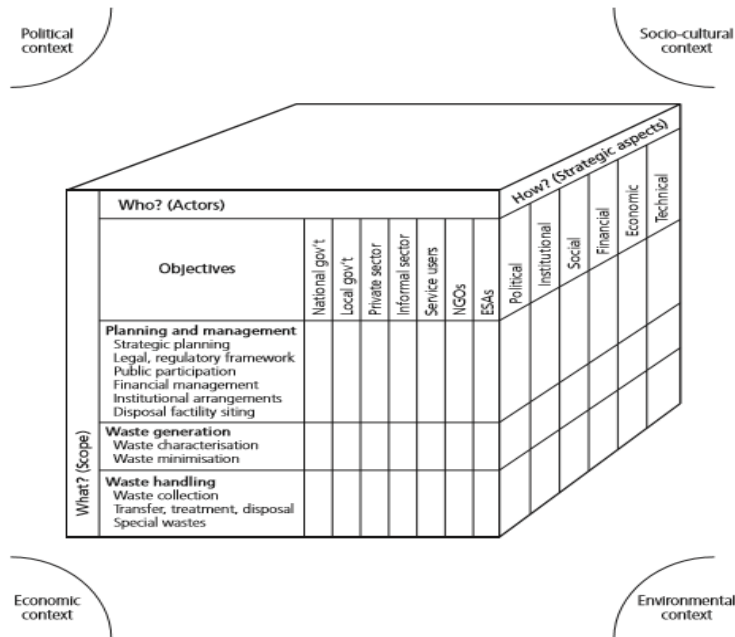 Political
context
Socio-cultural
context
How? (Strategic aspects)
Who? (Actors)
Objectives
National gov't
Local gov't
Private sector
Informal sector
Service users
NGOs
ESAs
Political
Institutional
Social
Financial
Economic
Technical
What? (Scope)
Planning and management
Strategic planning
Legal, regulatory framework
Public participation
Financial management
Institutional arrangements
Disposal factility siting
Waste generation
Waste characterisation
Waste minimisation
Waste handling
Waste collection
Transfer, treatment, disposal
Special wastes
Economic
context
Environmental
context